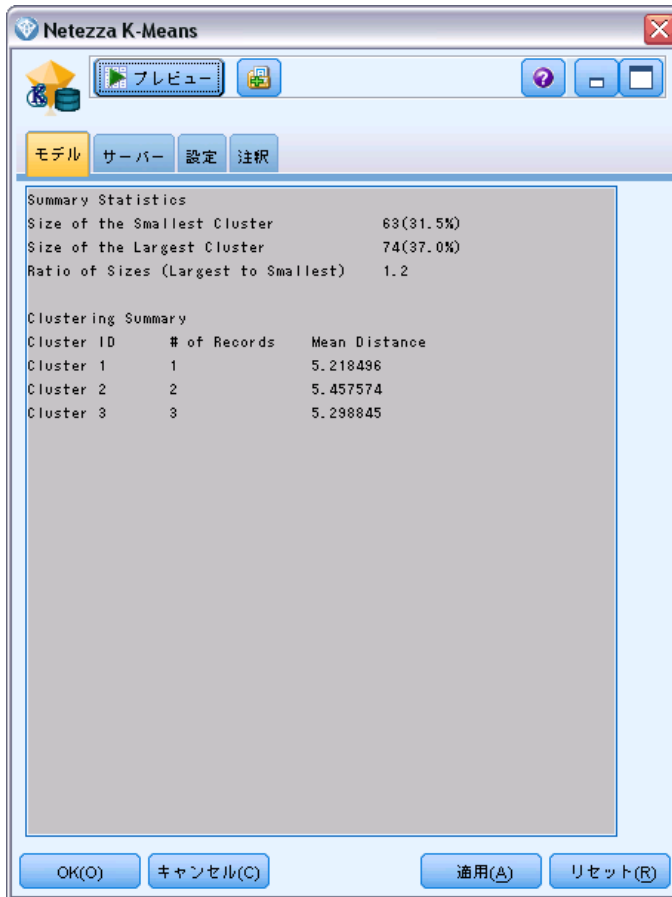 Netezza K-Means
プレビュー
モデル サーバー 設定 注釈
Summary Statistics
Size of the Smallest Cluster 63(31.5%)
Size of the Largest Cluster 74(37.0%)
Ratio of Sizes (Largest to Smallest) 1.2
Clustering Summary
Cluster ID # of Records Mean Distance
Cluster 1 1 5.218496
Cluster 2 2 5.457574
Cluster 3 3 5.298845
OK(O) キャンセル(C) 適用(A) リセット(R)